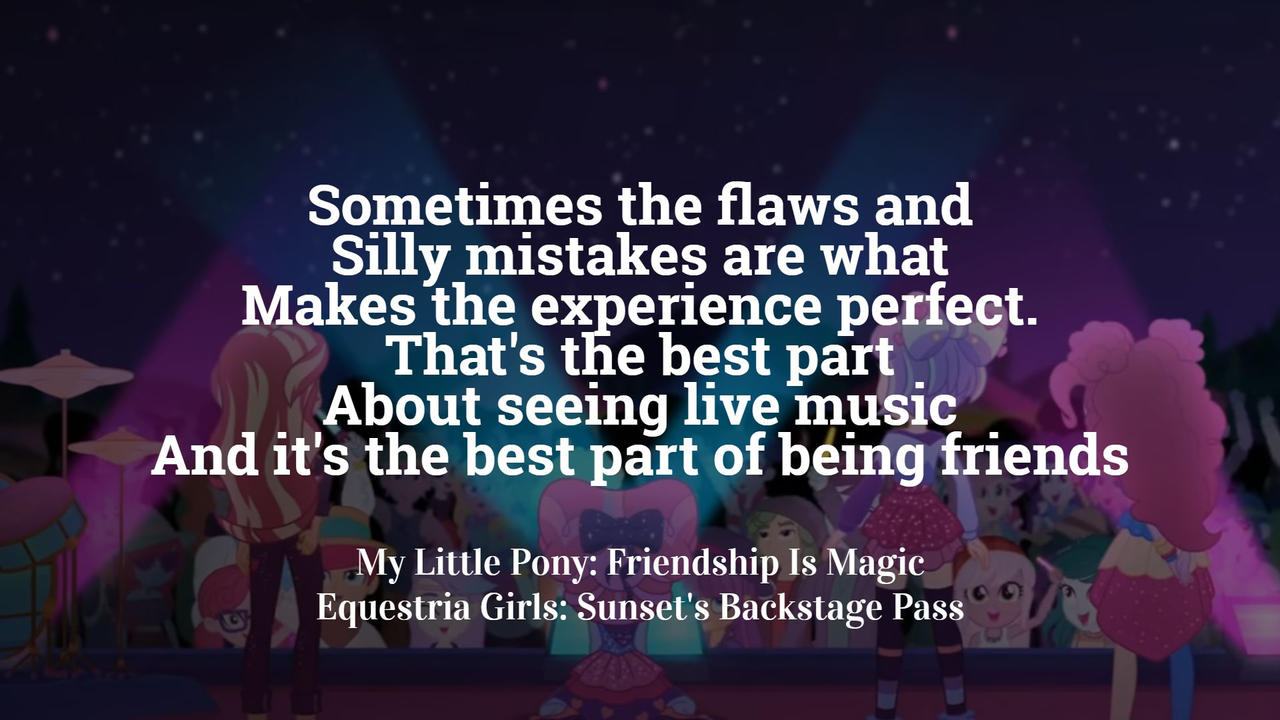 Sometimes the flaws and
Silly mistakes are what
Makes the experience perfect.
That's the best part
About seeing live music
And it's the best part of being friends
My Little Pony: Friendship Is Magic
Equestria Girls: Sunset's Backstage Pass